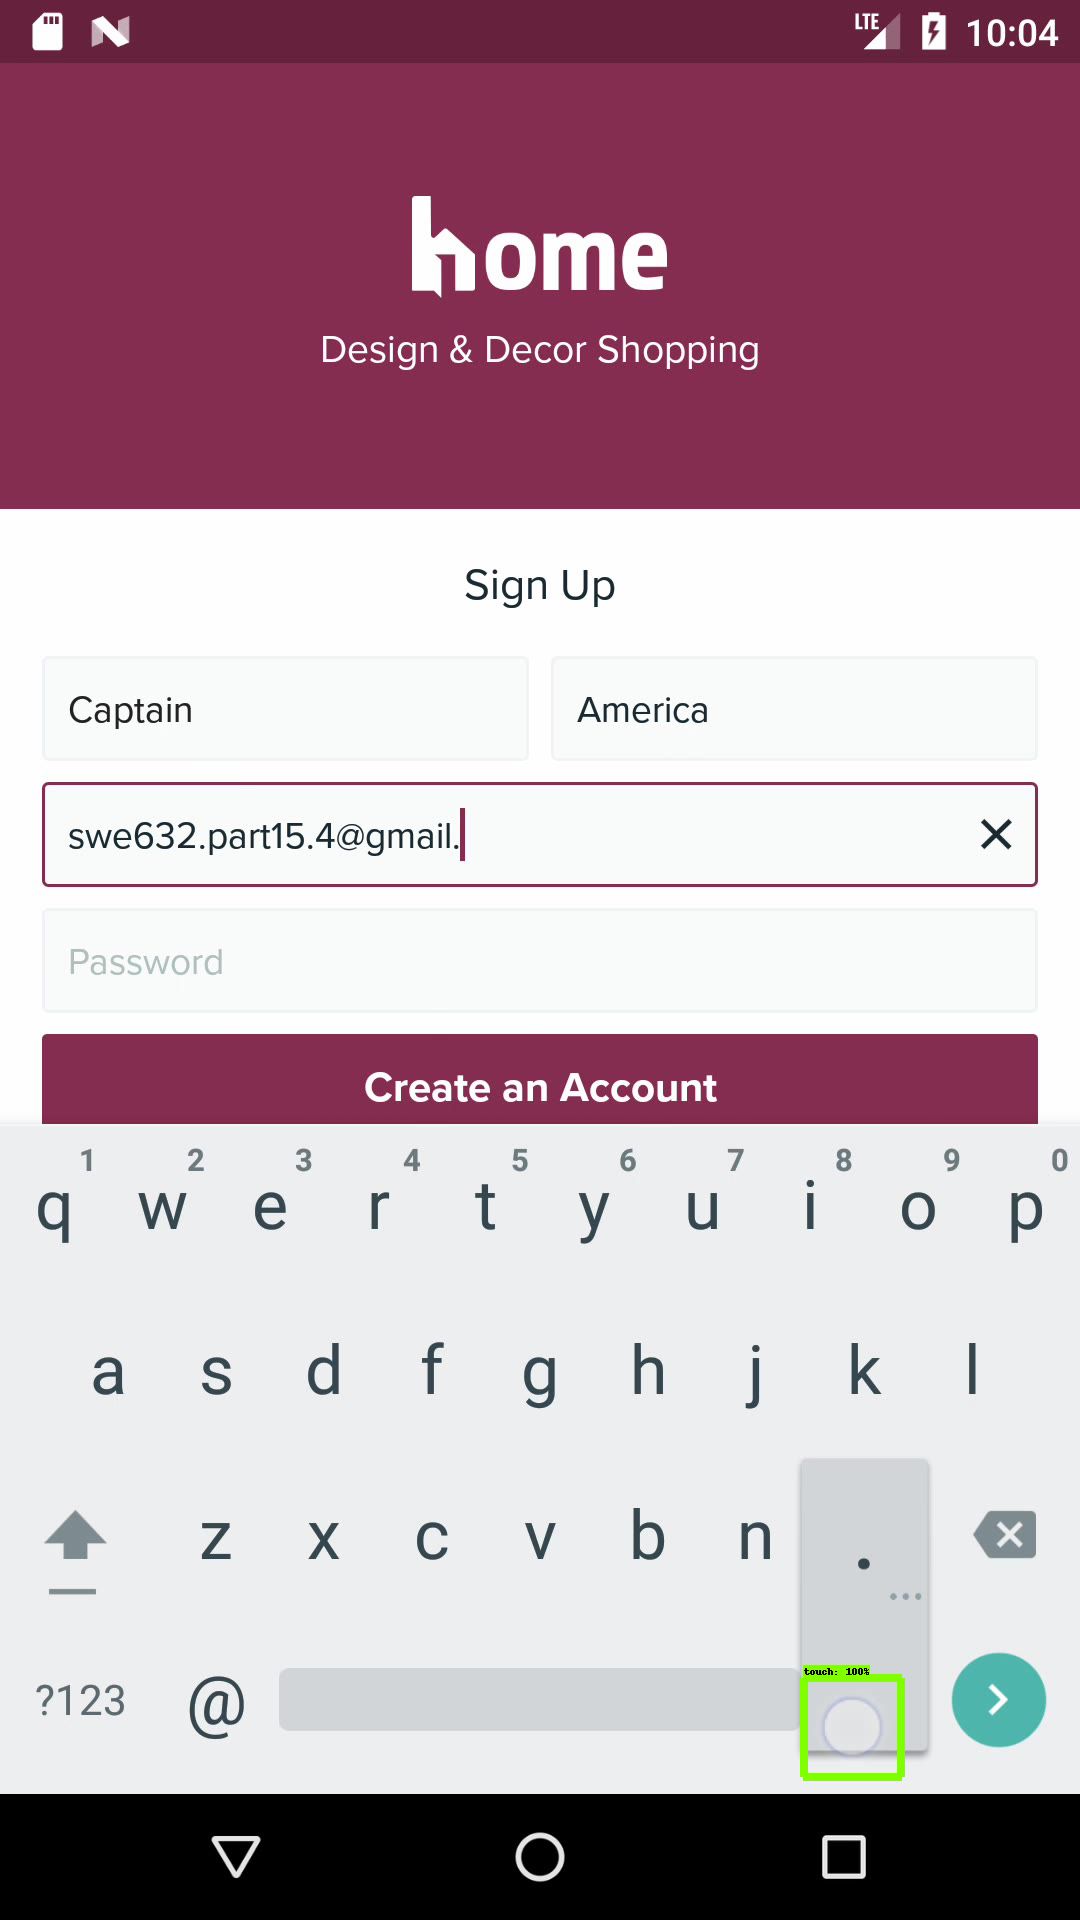 LTE 10:04
home
Design & Decor Shopping
Sign Up
Captain America
swe632.part15.4@gmail.
Password
Create an Account
1 2 3 4 5 6 7 8 9 0
q w e r t y u i o p
a s d f g h j k l
z x c v b n .
...
touch: 100%
?123 @